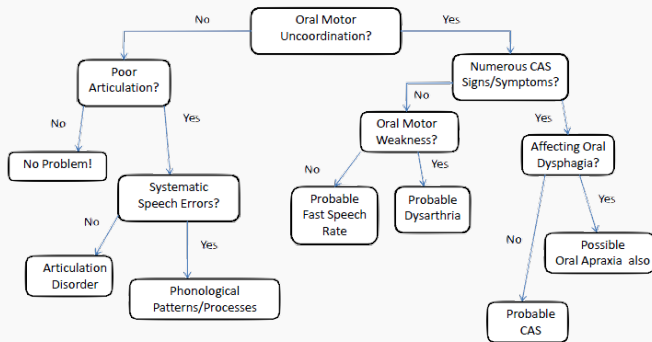 Oral Motor
Uncoordination?
No
Yes
Poor
Articulation?
Numerous CAS
Signs/Symptoms?
No
Yes
No
Yes
Oral Motor
Weakness?
Affecting Oral
Dysphagia?
No Problem!
No
Yes
Systematic
Speech Errors?
Probable
Fast Speech
Rate
Probable
Dysarthria
Yes
No
Yes
No
Possible
Oral Apraxia also
Articulation
Disorder
Phonological
Patterns/Processes
Probable
CAS